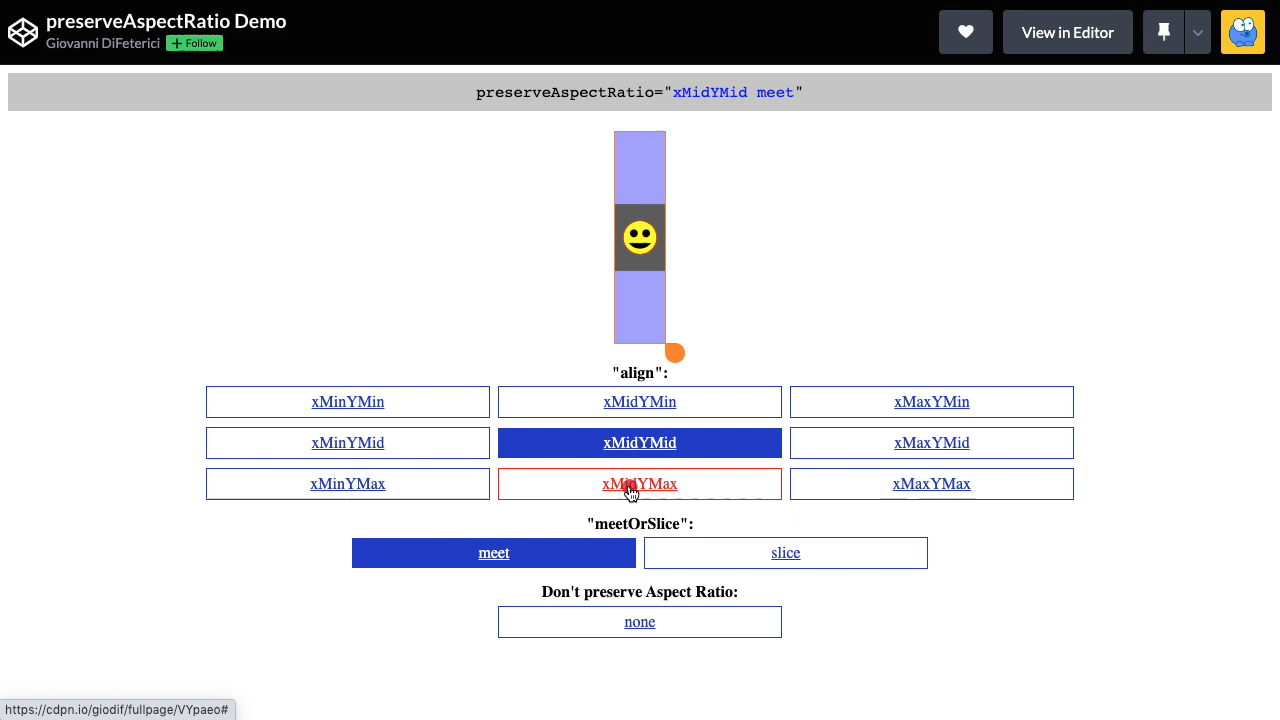 preserveAspectRatio Demo
Giovanni DiFeterici + Follow
View in Editor
preserveAspectRatio="xMidYMid meet"
"align":
xMinYMin xMidYMin xMaxYMin
xMinYMid xMidYMid xMaxYMid
xMinYMax xMidYMax xMaxYMax
"meetOrSlice":
meet slice
Don't preserve Aspect Ratio:
none
https://cdpn.io/giodif/fullpage/VYpaeo#